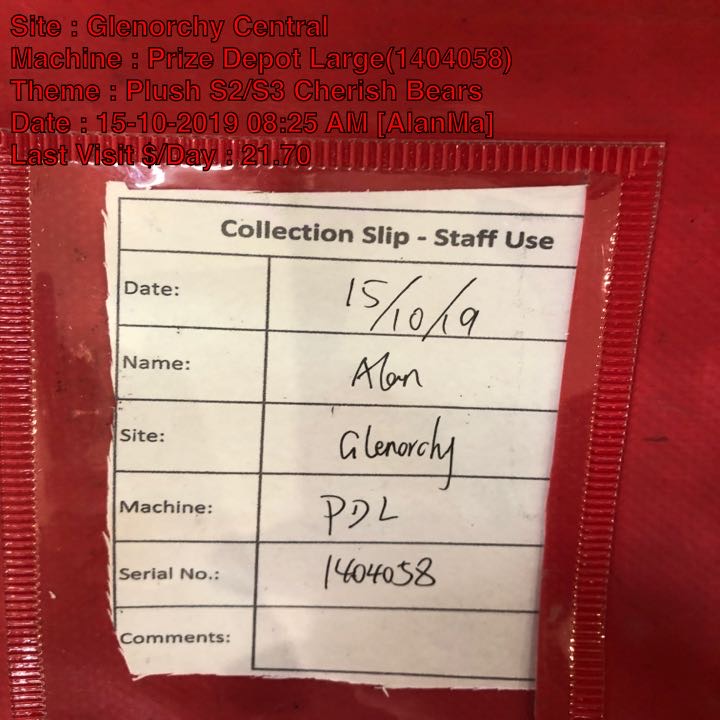 Site : Glenorchy Central
Machine : Prize Depot Large(1404058)
Theme : Plush S2/S3 Cherish Bears
Date : 15-10-2019 08:25 AM [AlanMa]
Last Visit $/Day : 21.70
Collection Slip - Staff Use
Date: 15/10/19
Name: Alan
Site: Glenorchy
Machine: PDL
Serial No.: 1404058
Comments: